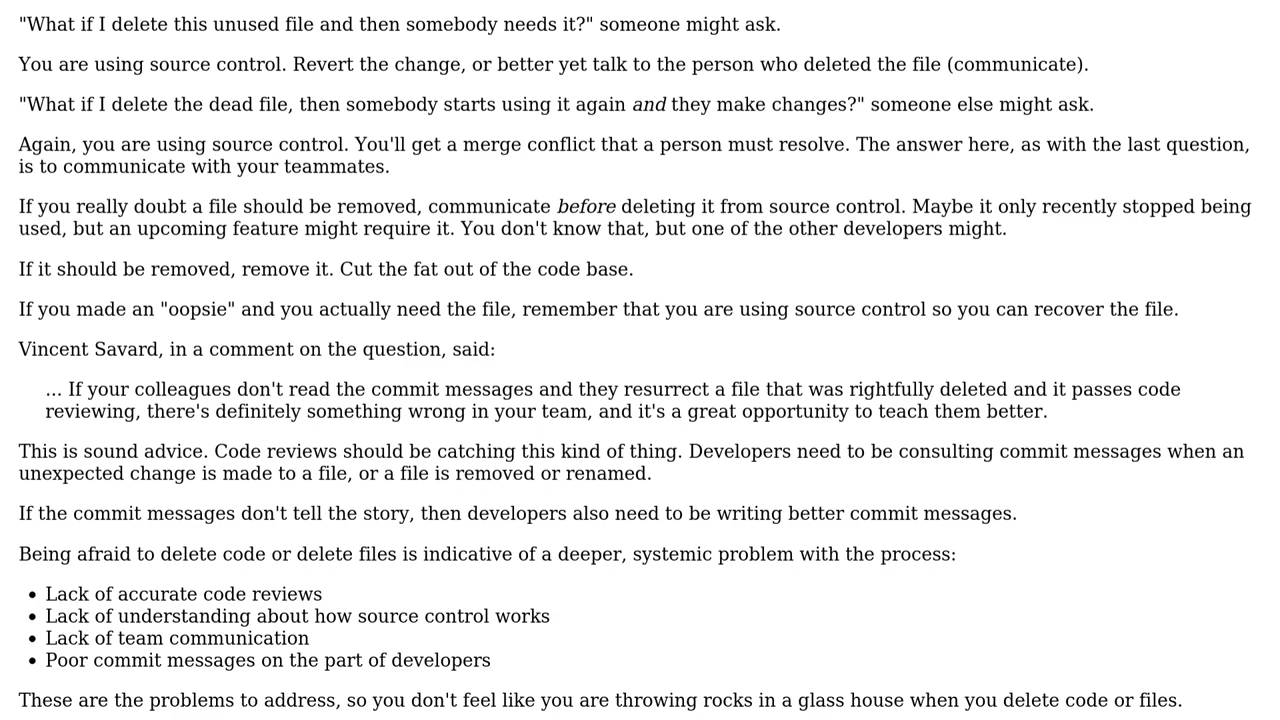 "What if I delete this unused file and then somebody needs it?" someone might ask.
You are using source control. Revert the change, or better yet talk to the person who deleted the file (communicate).
"What if I delete the dead file, then somebody starts using it again and they make changes?" someone else might ask.
Again, you are using source control. You'll get a merge conflict that a person must resolve. The answer here, as with the last question,
is to communicate with your teammates.
If you really doubt a file should be removed, communicate before deleting it from source control. Maybe it only recently stopped being
used, but an upcoming feature might require it. You don't know that, but one of the other developers might.
If it should be removed, remove it. Cut the fat out of the code base.
If you made an "oopsie" and you actually need the file, remember that you are using source control so you can recover the file.
Vincent Savard, in a comment on the question, said:
... If your colleagues don't read the commit messages and they resurrect a file that was rightfully deleted and it passes code
reviewing, there's definitely something wrong in your team, and it's a great opportunity to teach them better.
This is sound advice. Code reviews should be catching this kind of thing. Developers need to be consulting commit messages when an
unexpected change is made to a file, or a file is removed or renamed.
If the commit messages don't tell the story, then developers also need to be writing better commit messages.
Being afraid to delete code or delete files is indicative of a deeper, systemic problem with the process:
• Lack of accurate code reviews
• Lack of understanding about how source control works
• Lack of team communication
• Poor commit messages on the part of developers
These are the problems to address, so you don't feel like you are throwing rocks in a glass house when you delete code or files.